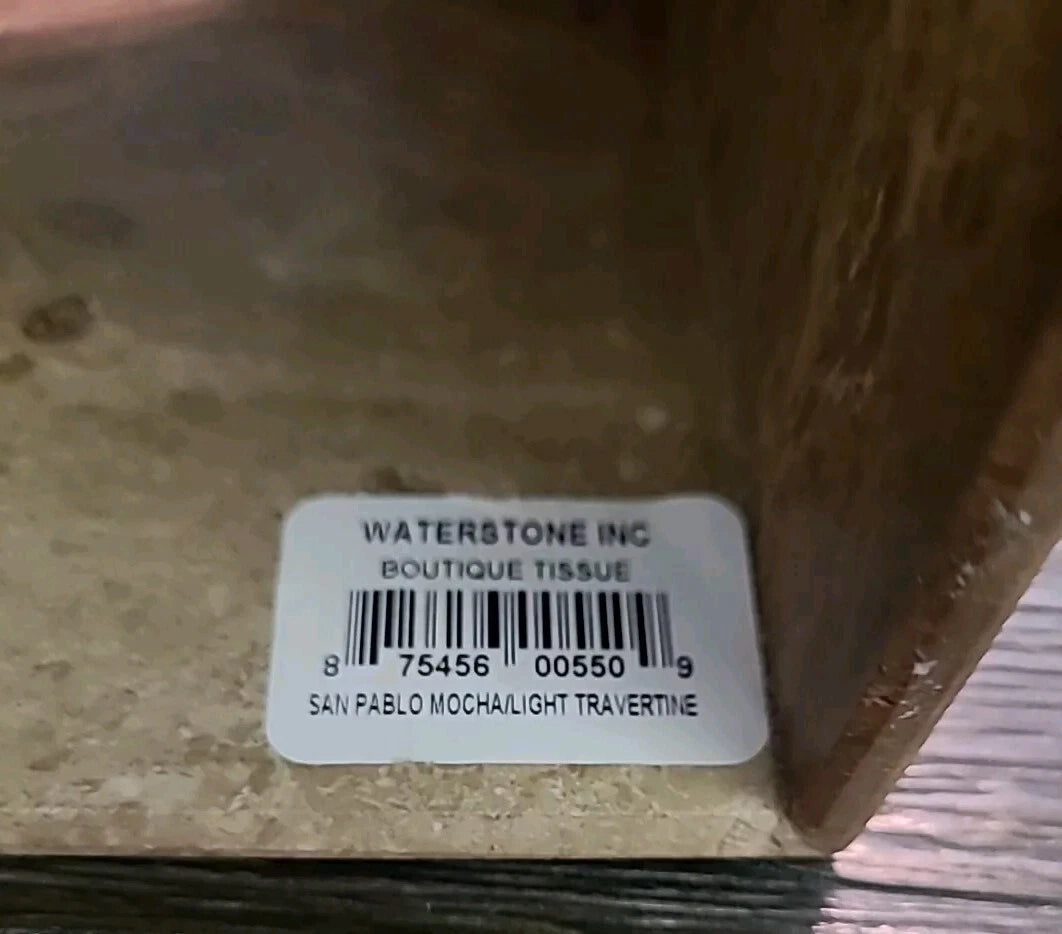 WATERSTONE INC
BOUTIQUE TISSUE
8 75456 00550 9
SAN PABLO MOCHA/LIGHT TRAVERTINE